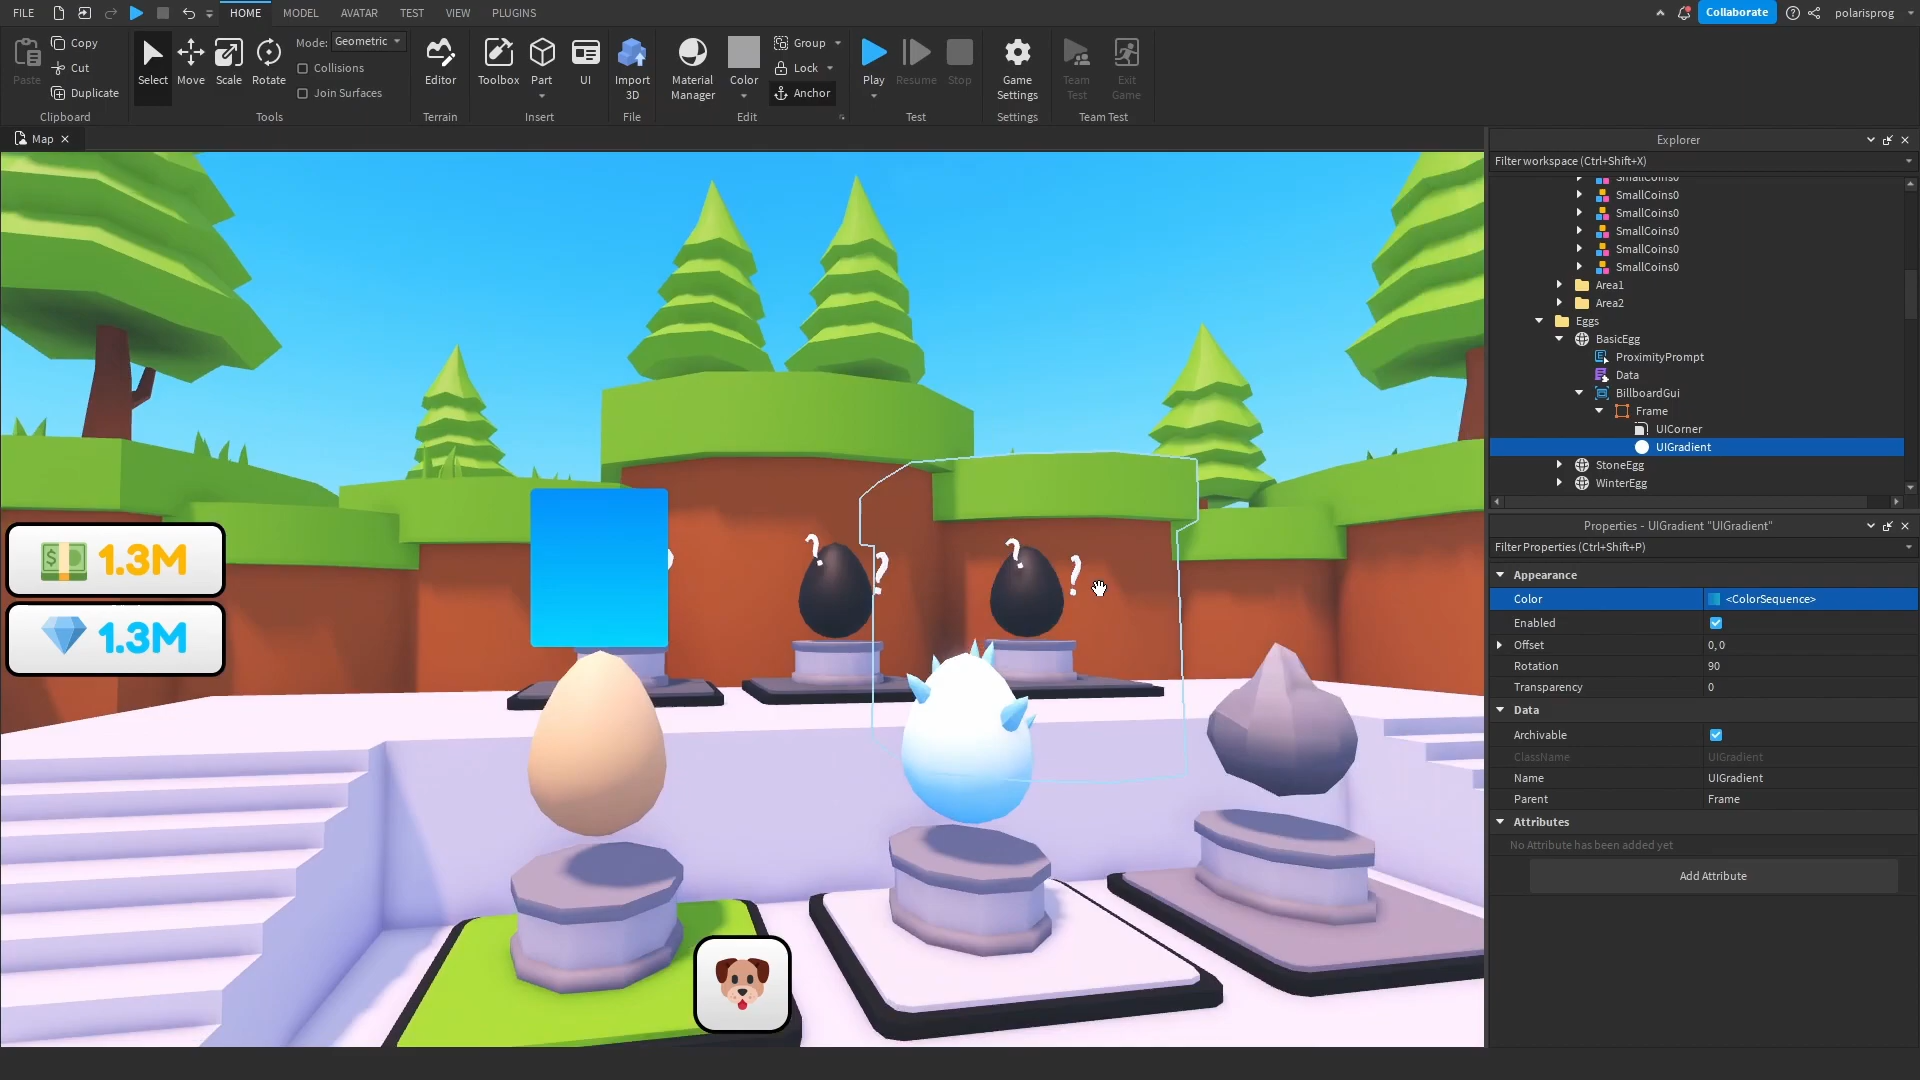 FILE HOME MODEL AVATAR TEST VIEW PLUGINS Collaborate polarisprog
Paste Copy Cut Duplicate
Clipboard
Select Move Scale Rotate Mode: Geometric
Collisions
Join Surfaces
Tools
Editor
Terrain
Toolbox Part UI
Insert
Import
3D
File
Material
Manager
Color
Group
Lock
Anchor
Edit
Play Resume Stop
Test
Game
Settings
Settings
Team
Test
Exit
Game
Team Test
Map
1.3M
1.3M
? ?
? ?
Explorer
Filter workspace (Ctrl+Shift+X)
SmallCoins0
SmallCoins0
SmallCoins0
SmallCoins0
SmallCoins0
SmallCoins0
Area1
Area2
Eggs
BasicEgg
ProximityPrompt
Data
BillboardGui
Frame
UICorner
UIGradient
StoneEgg
WinterEgg
Properties - UIGradient "UIGradient"
Filter Properties (Ctrl+Shift+P)
Appearance
Color <ColorSequence>
Enabled
Offset 0, 0
Rotation 90
Transparency 0
Data
Archivable
ClassName UIGradient
Name UIGradient
Parent Frame
Attributes
No Attribute has been added yet
Add Attribute